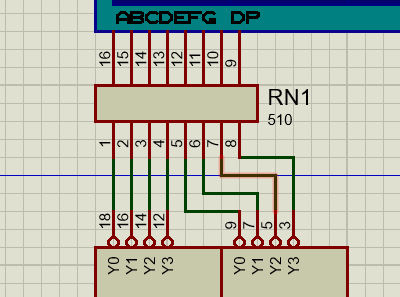 ABCDEFG DP
16 15 14 13 12 11 10 9
RN1
510
1 2 3 4 5 6 7 8
18 16 14 12 9 7 5 3
Y0 Y1 Y2 Y3 Y0 Y1 Y2 Y3